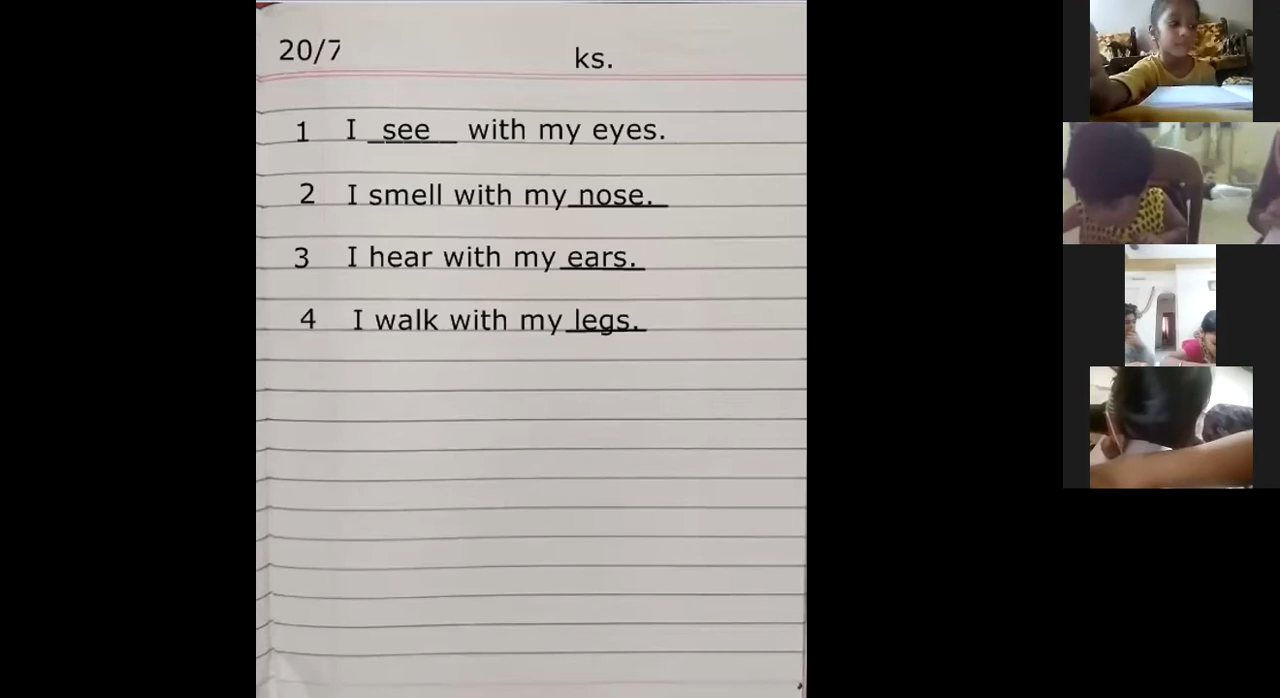 20/7
ks.
1 I see with my eyes.
2 I smell with my nose.
3 I hear with my ears.
4 I walk with my legs.